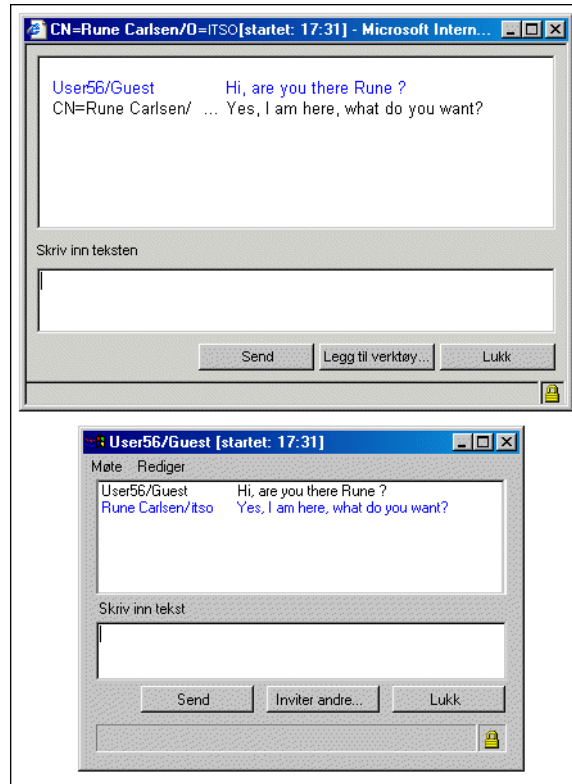 CN=Rune Carlsen/O=ITSO[startet: 17:31] - Microsoft Intern...
User56/Guest Hi, are you there Rune ?
CN=Rune Carlsen/ ... Yes, I am here, what do you want?
Skriv inn teksten
Send Legg til verktøy... Lukk
User56/Guest [startet: 17:31]
Møte Rediger
User56/Guest Hi, are you there Rune ?
Rune Carlsen/itso Yes, I am here, what do you want?
Skriv inn tekst
Send Inviter andre... Lukk